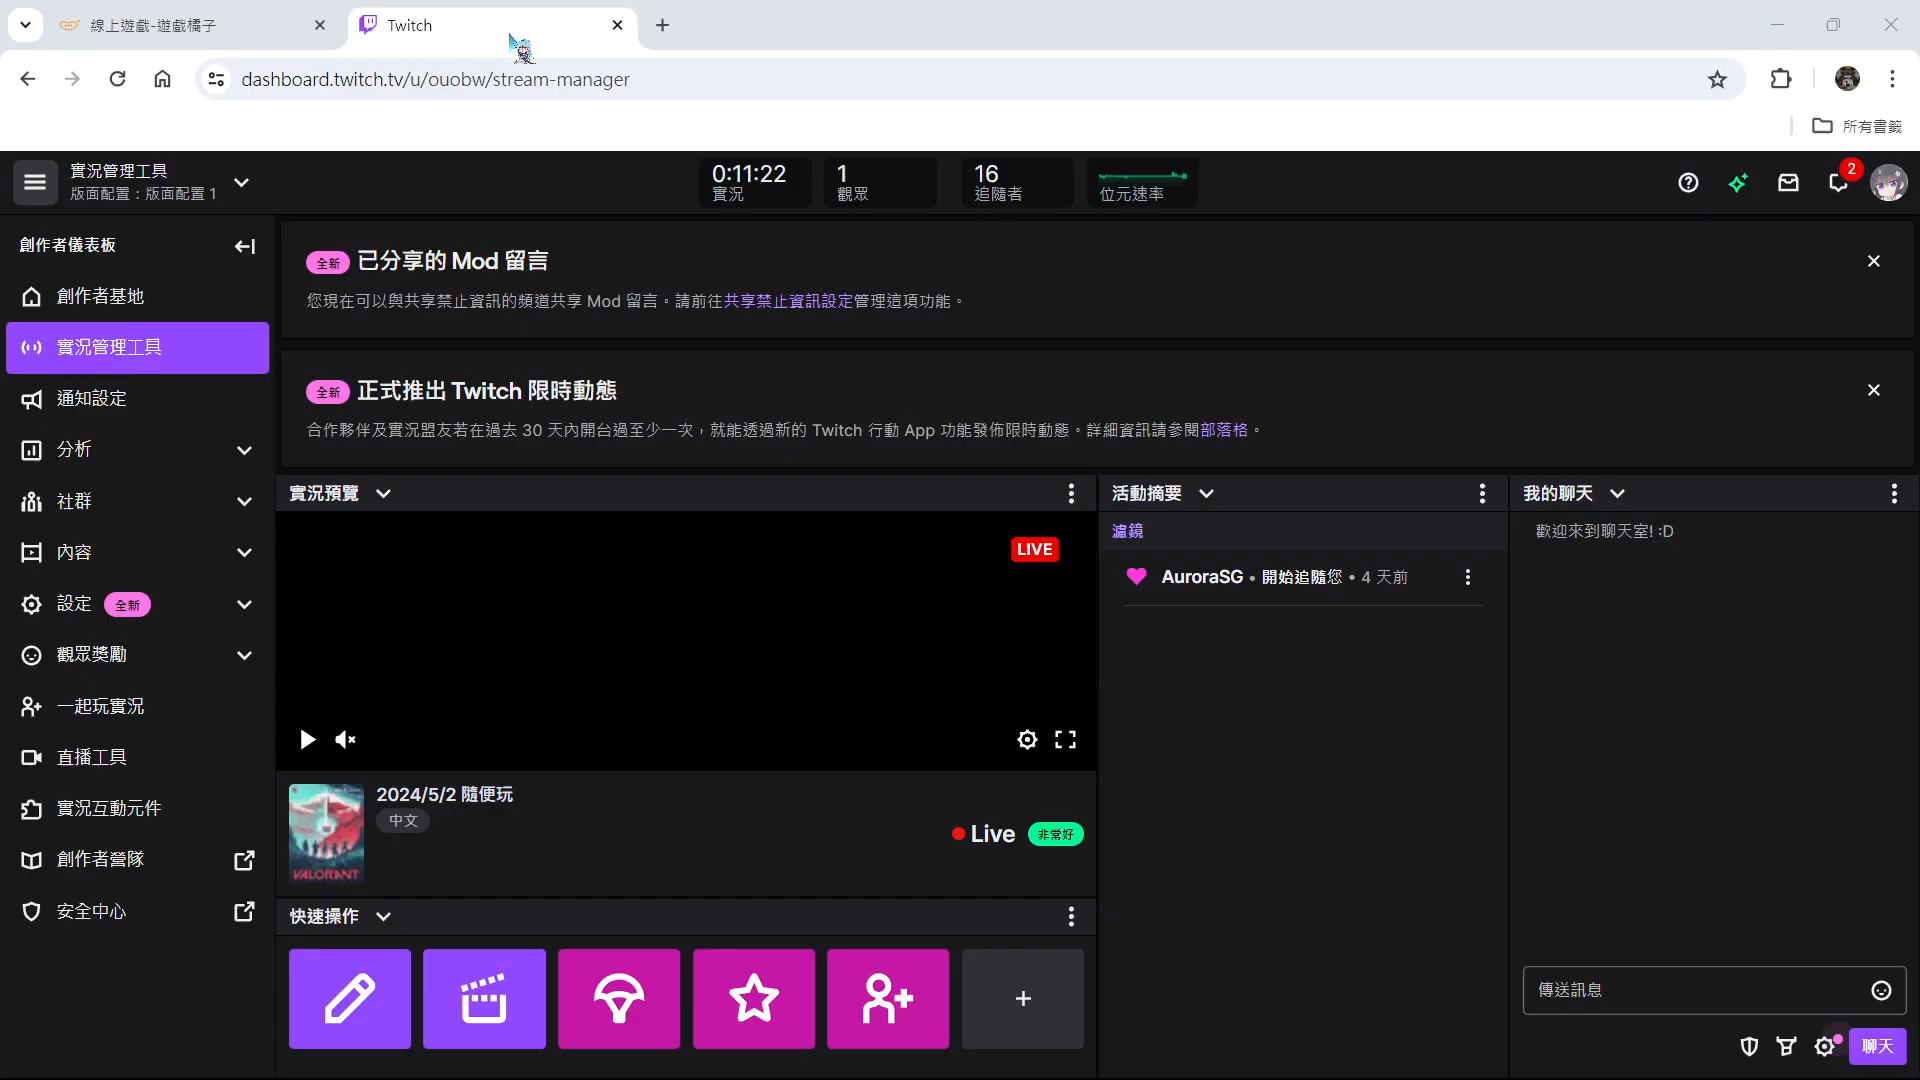 線上遊戲-遊戲橘子
Twitch
dashboard.twitch.tv/u/ouobw/stream-manager
所有書籤
實況管理工具
版面配置：版面配置 1
0:11:22
實況
1
觀眾
16
追隨者
位元速率
2
創作者儀表板
創作者基地
實況管理工具
通知設定
分析
社群
內容
設定 全新
觀眾獎勵
一起玩實況
直播工具
實況互動元件
創作者營隊
安全中心
全新 已分享的 Mod 留言
您現在可以與共享禁止資訊的頻道共享 Mod 留言。請前往共享禁止資訊設定管理這項功能。
全新 正式推出 Twitch 限時動態
合作夥伴及實況盟友若在過去 30 天內開台過至少一次，就能透過新的 Twitch 行動 App 功能發佈限時動態。詳細資訊請參閱部落格。
實況預覽
LIVE
VALORANT
2024/5/2 隨便玩
中文
Live 非常好
快速操作
活動摘要
濾鏡
AuroraSG • 開始追隨您 • 4 天前
我的聊天
歡迎來到聊天室! :D
傳送訊息
聊天